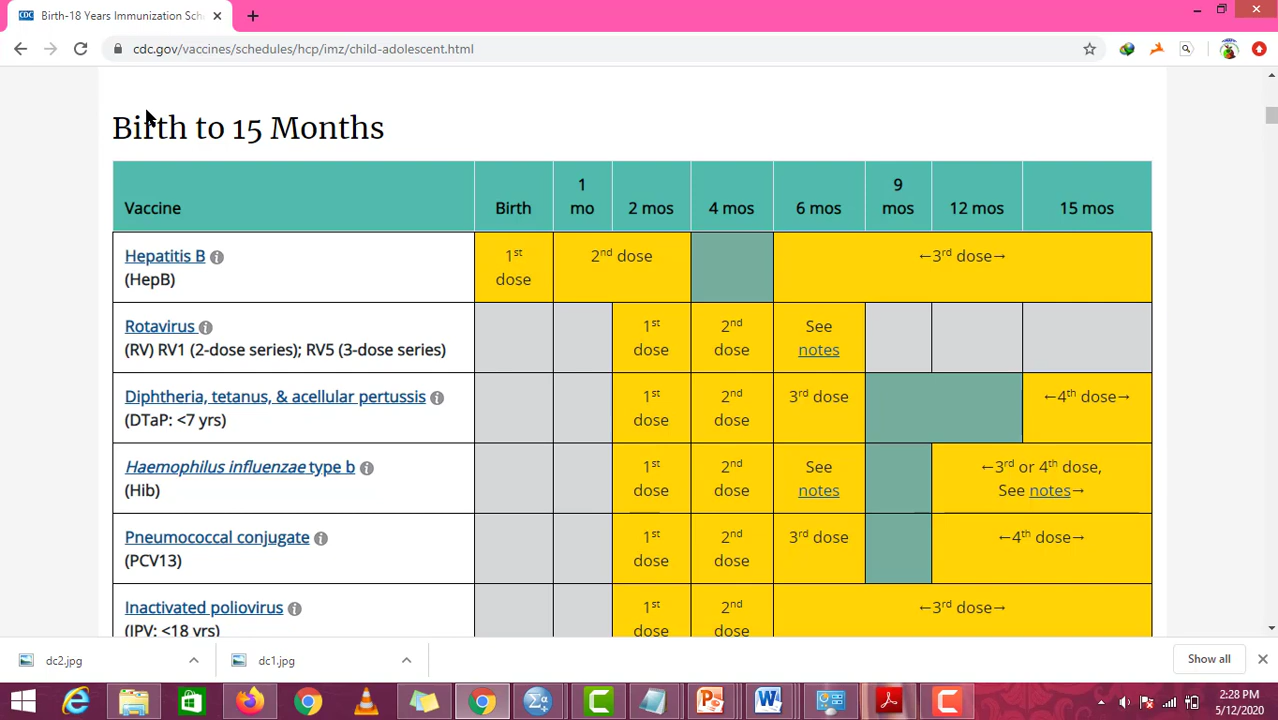 Birth-18 Years Immunization Sch
cdc.gov/vaccines/schedules/hcp/imz/child-adolescent.html
Birth to 15 Months
Vaccine Birth 1 mo 2 mos 4 mos 6 mos 9 mos 12 mos 15 mos
Hepatitis B
(HepB)
1st dose
2nd dose
←3rd dose→
Rotavirus
(RV) RV1 (2-dose series); RV5 (3-dose series)
1st dose
2nd dose
See notes
Diphtheria, tetanus, & acellular pertussis
(DTaP: <7 yrs)
1st dose
2nd dose
3rd dose
←4th dose→
Haemophilus influenzae type b
(Hib)
1st dose
2nd dose
See notes
←3rd or 4th dose,
See notes→
Pneumococcal conjugate
(PCV13)
1st dose
2nd dose
3rd dose
←4th dose→
Inactivated poliovirus
(IPV: <18 yrs)
1st dose
2nd dose
←3rd dose→
dc2.jpg
dc1.jpg
Show all
2:28 PM
5/12/2020